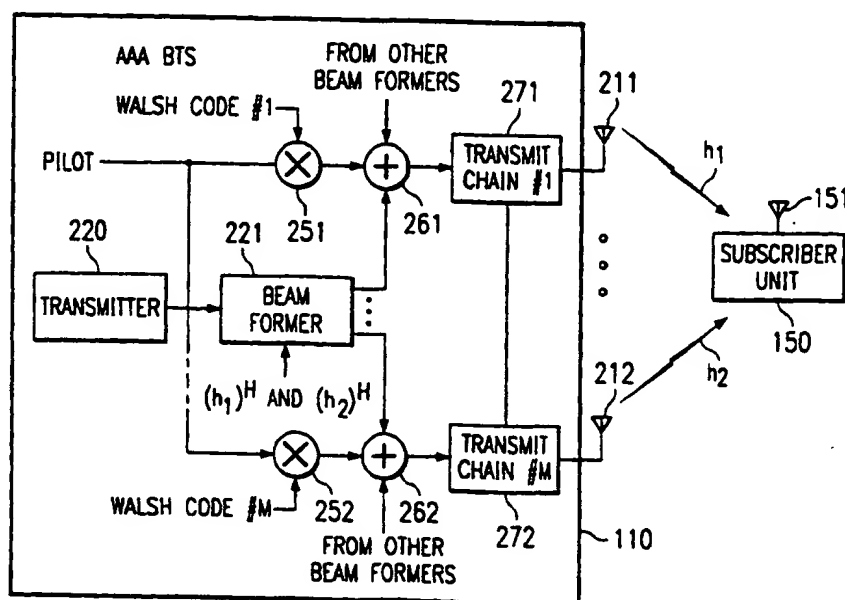 AAA BTS
FROM OTHER
BEAM FORMERS
WALSH CODE #1
PILOT
251
261
271
TRANSMIT
CHAIN #1
211
h1
151
SUBSCRIBER
UNIT
150
220
TRANSMITTER
221
BEAM
FORMER
(h1)H AND (h2)H
h2
212
WALSH CODE #M
252
262
TRANSMIT
CHAIN #M
272
110
FROM OTHER
BEAM FORMERS